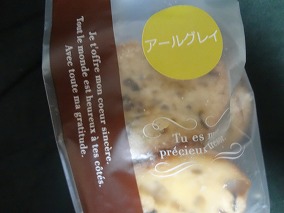 アールグレイ
Je t'offre mon coeur sincère.
Tout le monde est heureux à tes côtés.
Avec toute ma gratitude.
Tu es
précieux